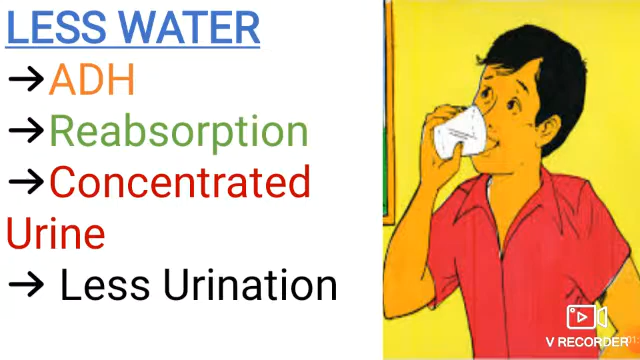 LESS WATER
→ADH
→Reabsorption
→Concentrated
Urine
→ Less Urination
V RECORDER